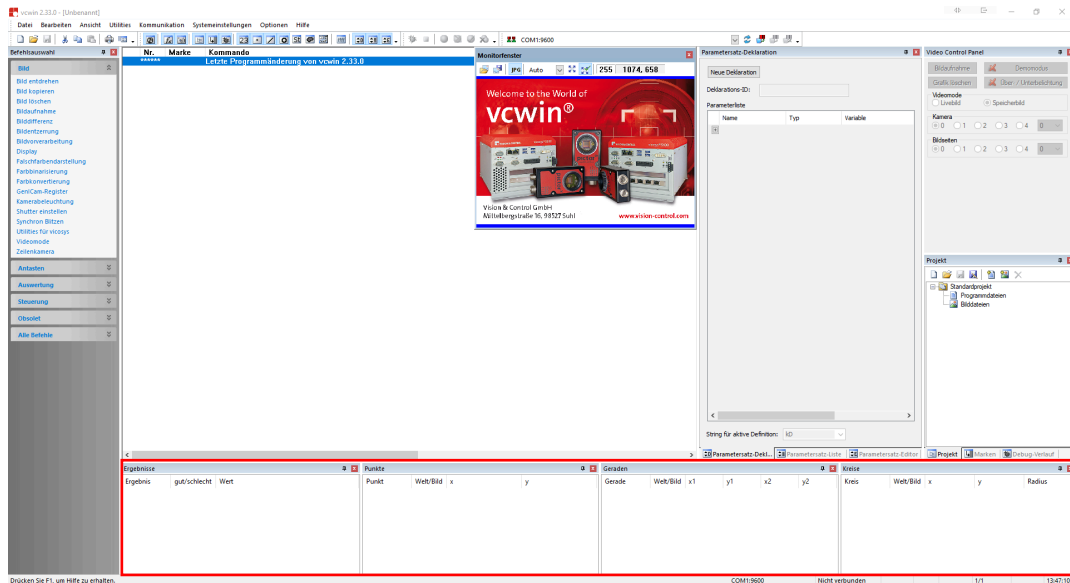 vcwin 2.33.0 - [Unbenannt]
Datei Bearbeiten Ansicht Utilities Kommunikation Systemeinstellungen Optionen Hilfe
COM1:9600
Befehlsauswahl
Bild
Bild entdrehen
Bild kopieren
Bild löschen
Bildaufnahme
Bilddifferenz
Bildentzerrung
Bildvorverarbeitung
Display
Falschfarbendarstellung
Farbbinarisierung
Farbkonvertierung
GenICam-Register
Kamerabeleuchtung
Shutter einstellen
Synchron Blitzen
Utilities für vicosys
Videomode
Zeilenkamera
Antasten
Auswertung
Steuerung
Obsolet
Alle Befehle
Nr. Marke Kommando
****** Letzte Programmänderung von vcwin 2.33.0
Monitorfenster
JPG Auto 255 1074, 658
Welcome to the World of
vcwin®
Vision & Control GmbH
Mittelbergstraße 16, 98527 Suhl
www.vision-control.com
Parametersatz-Deklaration
Neue Deklaration
Deklarations-ID:
Parameterliste
Name Typ Variable
*
String für aktive Definition: kD
Parametersatz-Dekl... Parametersatz-Liste Parametersatz-Editor
Video Control Panel
Bildaufnahme Demomodus
Grafik löschen Über- / Unterbelichtung
Videomode
Livebild Speicherbild
Kamera
0 1 2 3 4 0
Bildseiten
0 1 2 3 4 0
Projekt
Standardprojekt
Programmdateien
Bilddateien
Projekt Marken Debug-Verlauf
Ergebnisse
Ergebnis gut/schlecht Wert
Punkte
Punkt Welt/Bild x y
Geraden
Gerade Welt/Bild x1 y1 x2 y2
Kreise
Kreis Welt/Bild x y Radius
Drücken Sie F1, um Hilfe zu erhalten.
COM1:9600 Nicht verbunden 1/1 13:47:10